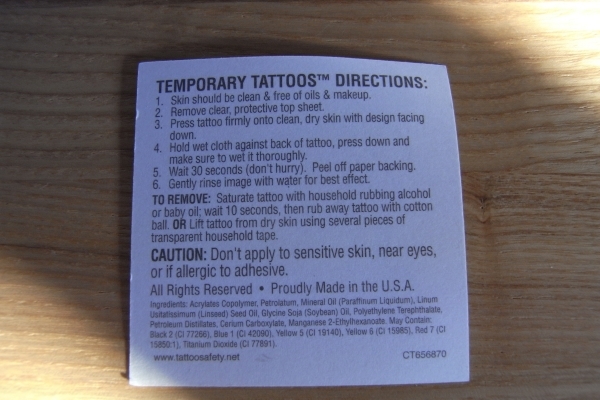 TEMPORARY TATTOOS™ DIRECTIONS:
1. Skin should be clean & free of oils & makeup.
2. Remove clear, protective top sheet.
3. Press tattoo firmly onto clean, dry skin with design facing
down.
4. Hold wet cloth against back of tattoo, press down and
make sure to wet it thoroughly.
5. Wait 30 seconds (don't hurry). Peel off paper backing.
6. Gently rinse image with water for best effect.
TO REMOVE: Saturate tattoo with household rubbing alcohol
or baby oil; wait 10 seconds, then rub away tattoo with cotton
ball. OR Lift tattoo from dry skin using several pieces of
transparent household tape.
CAUTION: Don't apply to sensitive skin, near eyes,
or if allergic to adhesive.
All Rights Reserved • Proudly Made in the U.S.A.
Ingredients: Acrylates Copolymer, Petrolatum, Mineral Oil (Paraffinum Liquidum), Linum
Usitatissimum (Linseed) Seed Oil, Glycine Soja (Soybean) Oil, Polyethylene Terephthalate,
Petroleum Distillates, Cerium Carboxylate, Manganese 2-Ethylhexanoate. May Contain:
Black 2 (CI 77266), Blue 1 (CI 42090), Yellow 5 (CI 19140), Yellow 6 (CI 15985), Red 7 (CI
15850:1), Titanium Dioxide (CI 77891).
www.tattoosafety.net CT656870